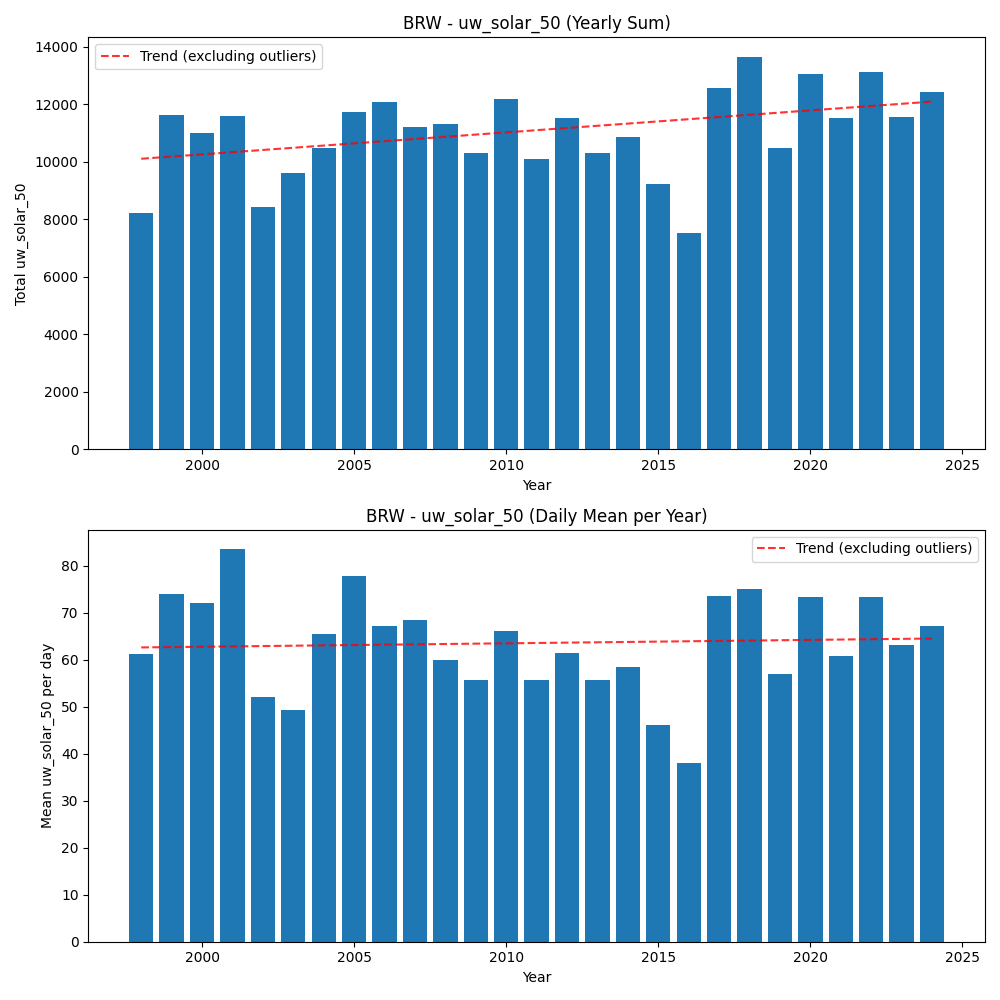 BRW - uw_solar_50 (Yearly Sum)
Trend (excluding outliers)
Total uw_solar_50
14000
12000
10000
8000
6000
4000
2000
0
2000 2005 2010 2015 2020 2025
Year
BRW - uw_solar_50 (Daily Mean per Year)
Trend (excluding outliers)
Mean uw_solar_50 per day
80
70
60
50
40
30
20
10
0
2000 2005 2010 2015 2020 2025
Year